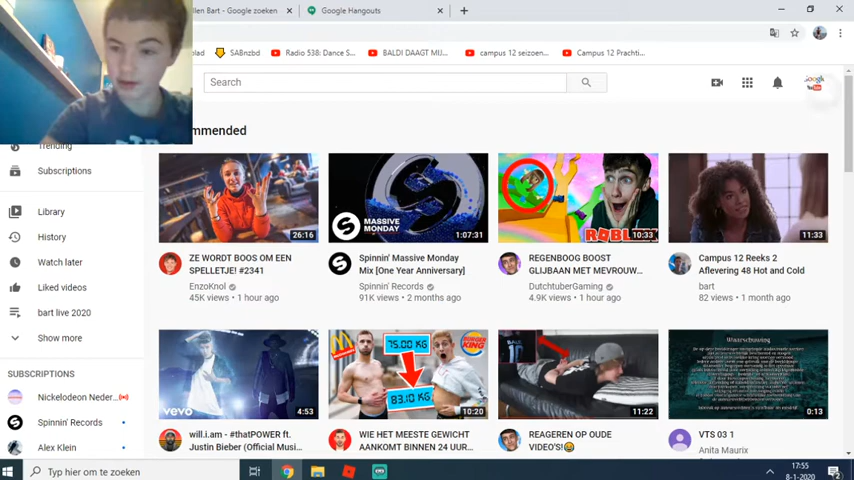 llen Bart - Google zoeken
Google Hangouts
blad SABnzbd Radio 538: Dance S... BALDI DAAGT MIJ... campus 12 seizoen... Campus 12 Prachti...
Search
Google
mmended
Trending
Subscriptions
Library
History
Watch later
Liked videos
bart live 2020
Show more
SUBSCRIPTIONS
Nickelodeon Neder...
Spinnin' Records
Alex Klein
26:16
MASSIVE
MONDAY
1:07:31
ROBL
10:33
11:33
ZE WORDT BOOS OM EEN
SPELLETJE! #2341
EnzoKnol
45K views • 1 hour ago
Spinnin' Massive Monday
Mix [One Year Anniversary]
Spinnin' Records
91K views • 2 months ago
REGENBOOG BOOST
GLIJBAAN MET MEVROUW...
DutchtuberGaming
4.9K views • 1 hour ago
Campus 12 Reeks 2
Aflevering 48 Hot and Cold
bart
82 views • 1 month ago
vevo
4:53
75.00 KG
BURGER
KING
83.10 KG
10:20
10
11:22
Waarschuwing
0:13
will.i.am - #thatPOWER ft.
Justin Bieber (Official Musi...
WIE HET MEESTE GEWICHT
AANKOMT BINNEN 24 UUR...
REAGEREN OP OUDE
VIDEO'S!😂
VTS 03 1
Anita Maurix
Typ hier om te zoeken
17:55
8-1-2020
2